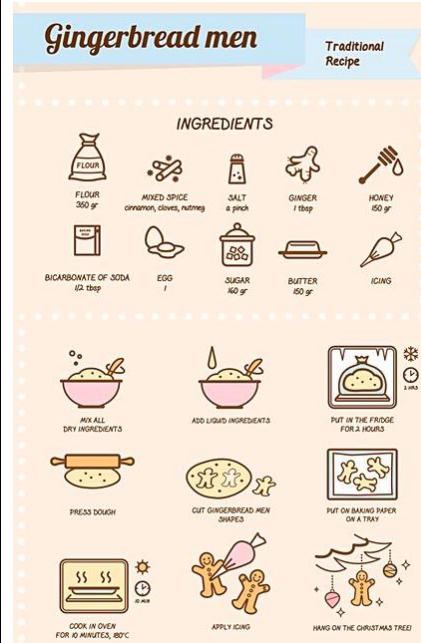 Gingerbread men
Traditional
Recipe
INGREDIENTS
FLOUR
FLOUR
350 gr
MIXED SPICE
cinnamon, cloves, nutmeg
SALT
a pinch
GINGER
1 tbsp
HONEY
150 gr
BICARBONATE OF SODA
1/2 tbsp
EGG
1
SUGAR
160 gr
BUTTER
150 gr
ICING
MIX ALL
DRY INGREDIENTS
ADD LIQUID INGREDIENTS
2 HRS
PUT IN THE FRIDGE
FOR 2 HOURS
PRESS DOUGH
CUT GINGERBREAD MEN
SHAPES
PUT ON BAKING PAPER
ON A TRAY
10 MIN
COOK IN OVEN
FOR 10 MINUTES, 180°C
APPLY ICING
HANG ON THE CHRISTMAS TREE!